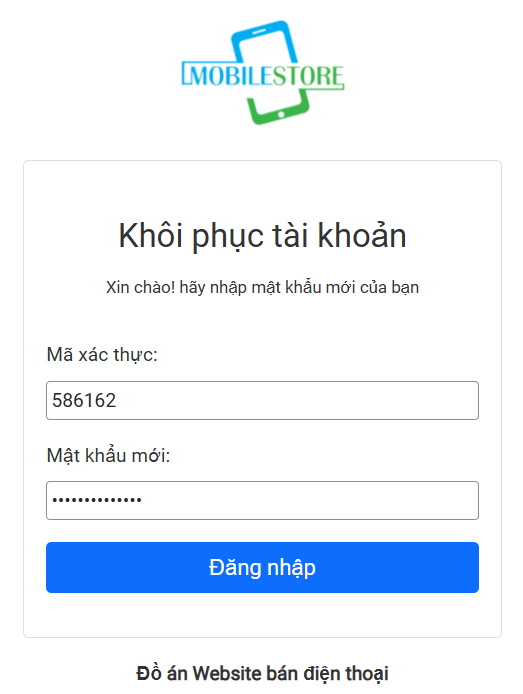 MOBILESTORE
Khôi phục tài khoản
Xin chào! hãy nhập mật khẩu mới của bạn
Mã xác thực:
586162
Mật khẩu mới:
••••••••••••••
Đăng nhập
Đồ án Website bán điện thoại